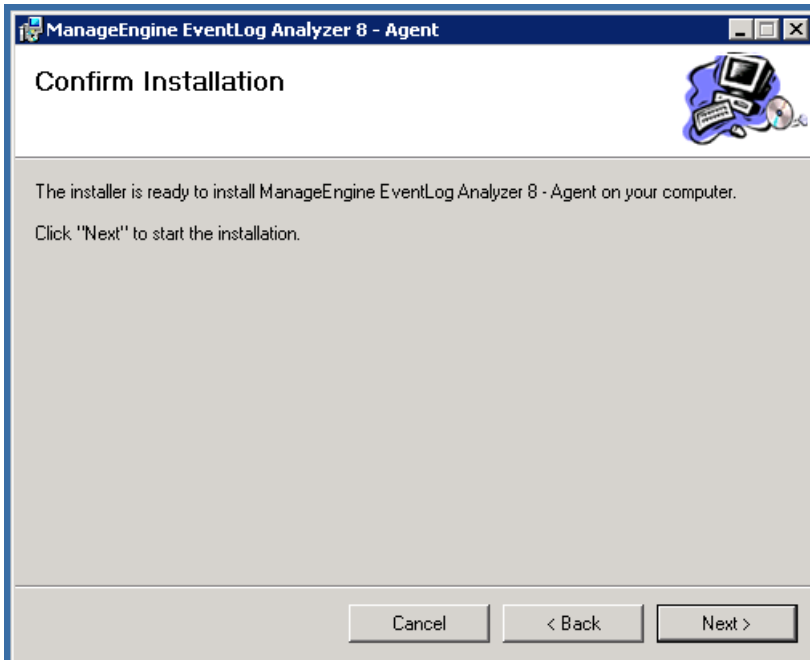 ManageEngine EventLog Analyzer 8 - Agent
Confirm Installation
The installer is ready to install ManageEngine EventLog Analyzer 8 - Agent on your computer.
Click "Next" to start the installation.
Cancel
< Back
Next >